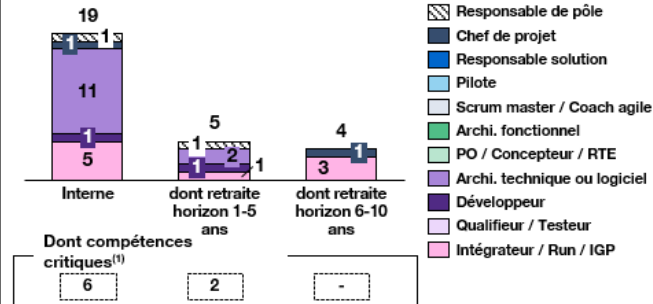 19
1
1
11
1
5
5
1
2
1
1
4
1
3
Interne
dont retraite
horizon 1-5
ans
dont retraite
horizon 6-10
ans
Dont compétences
critiques(1)
6
2
-
Responsable de pôle
Chef de projet
Responsable solution
Pilote
Scrum master / Coach agile
Archi. fonctionnel
PO / Concepteur / RTE
Archi. technique ou logiciel
Développeur
Qualifieur / Testeur
Intégrateur / Run / IGP